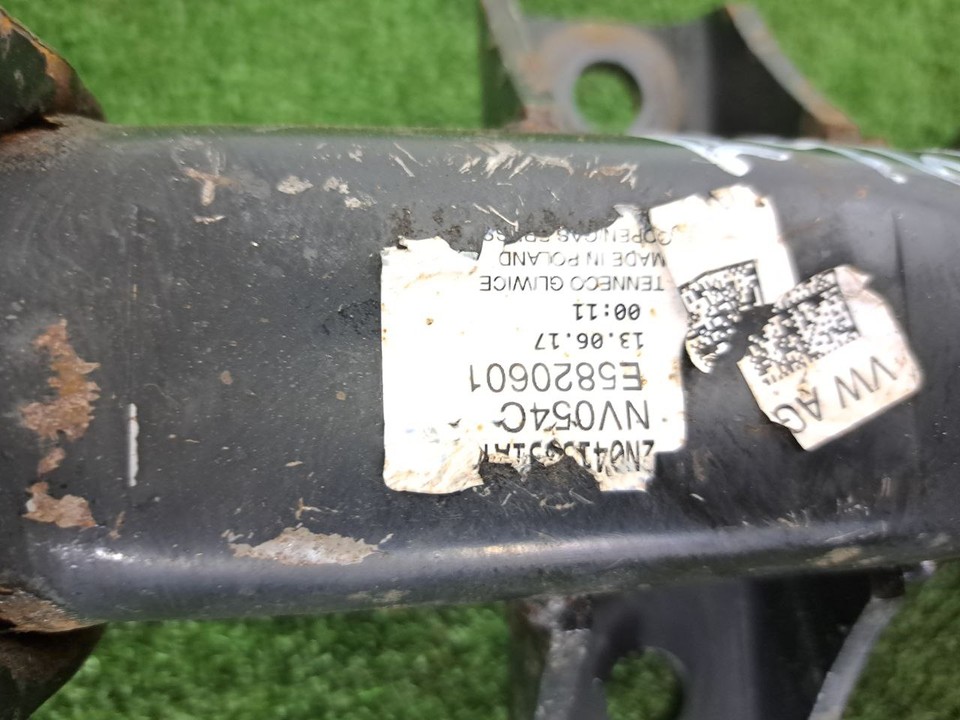 NV054C
E5820601
13.06.17
00:11
TENNECO GLIWICE
MADE IN POLAND
VW AG